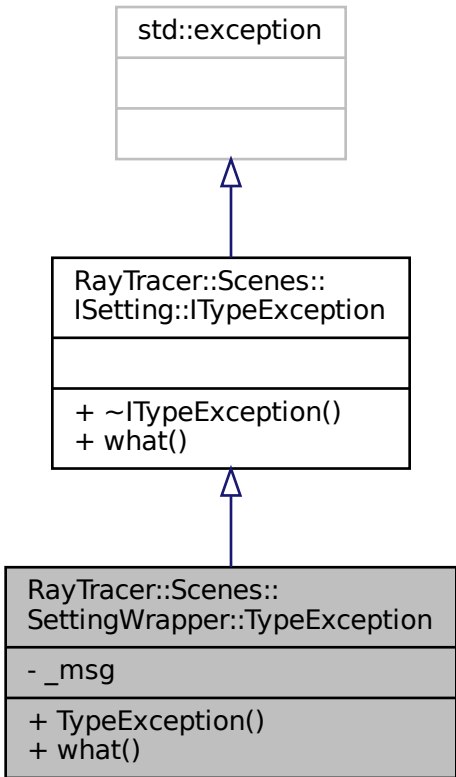 std::exception
RayTracer::Scenes::
ISetting::ITypeException
+ ~ITypeException()
+ what()
RayTracer::Scenes::
SettingWrapper::TypeException
- _msg
+ TypeException()
+ what()